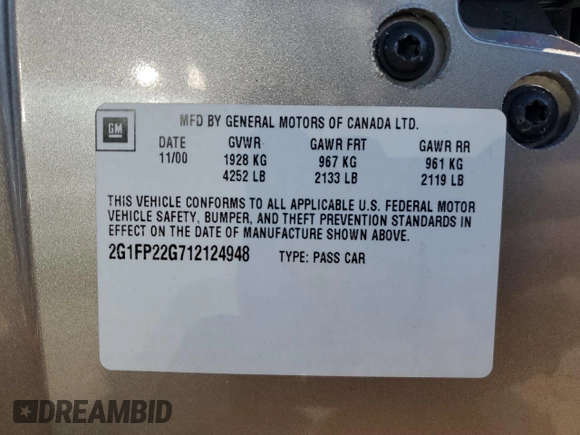 MFD BY GENERAL MOTORS OF CANADA LTD.
GM
DATE GVWR GAWR FRT GAWR RR
11/00 1928 KG 967 KG 961 KG
4252 LB 2133 LB 2119 LB
THIS VEHICLE CONFORMS TO ALL APPLICABLE U.S. FEDERAL MOTOR
VEHICLE SAFETY, BUMPER, AND THEFT PREVENTION STANDARDS IN
EFFECT ON THE DATE OF MANUFACTURE SHOWN ABOVE.
2G1FP22G712124948 TYPE: PASS CAR
DREAMBID